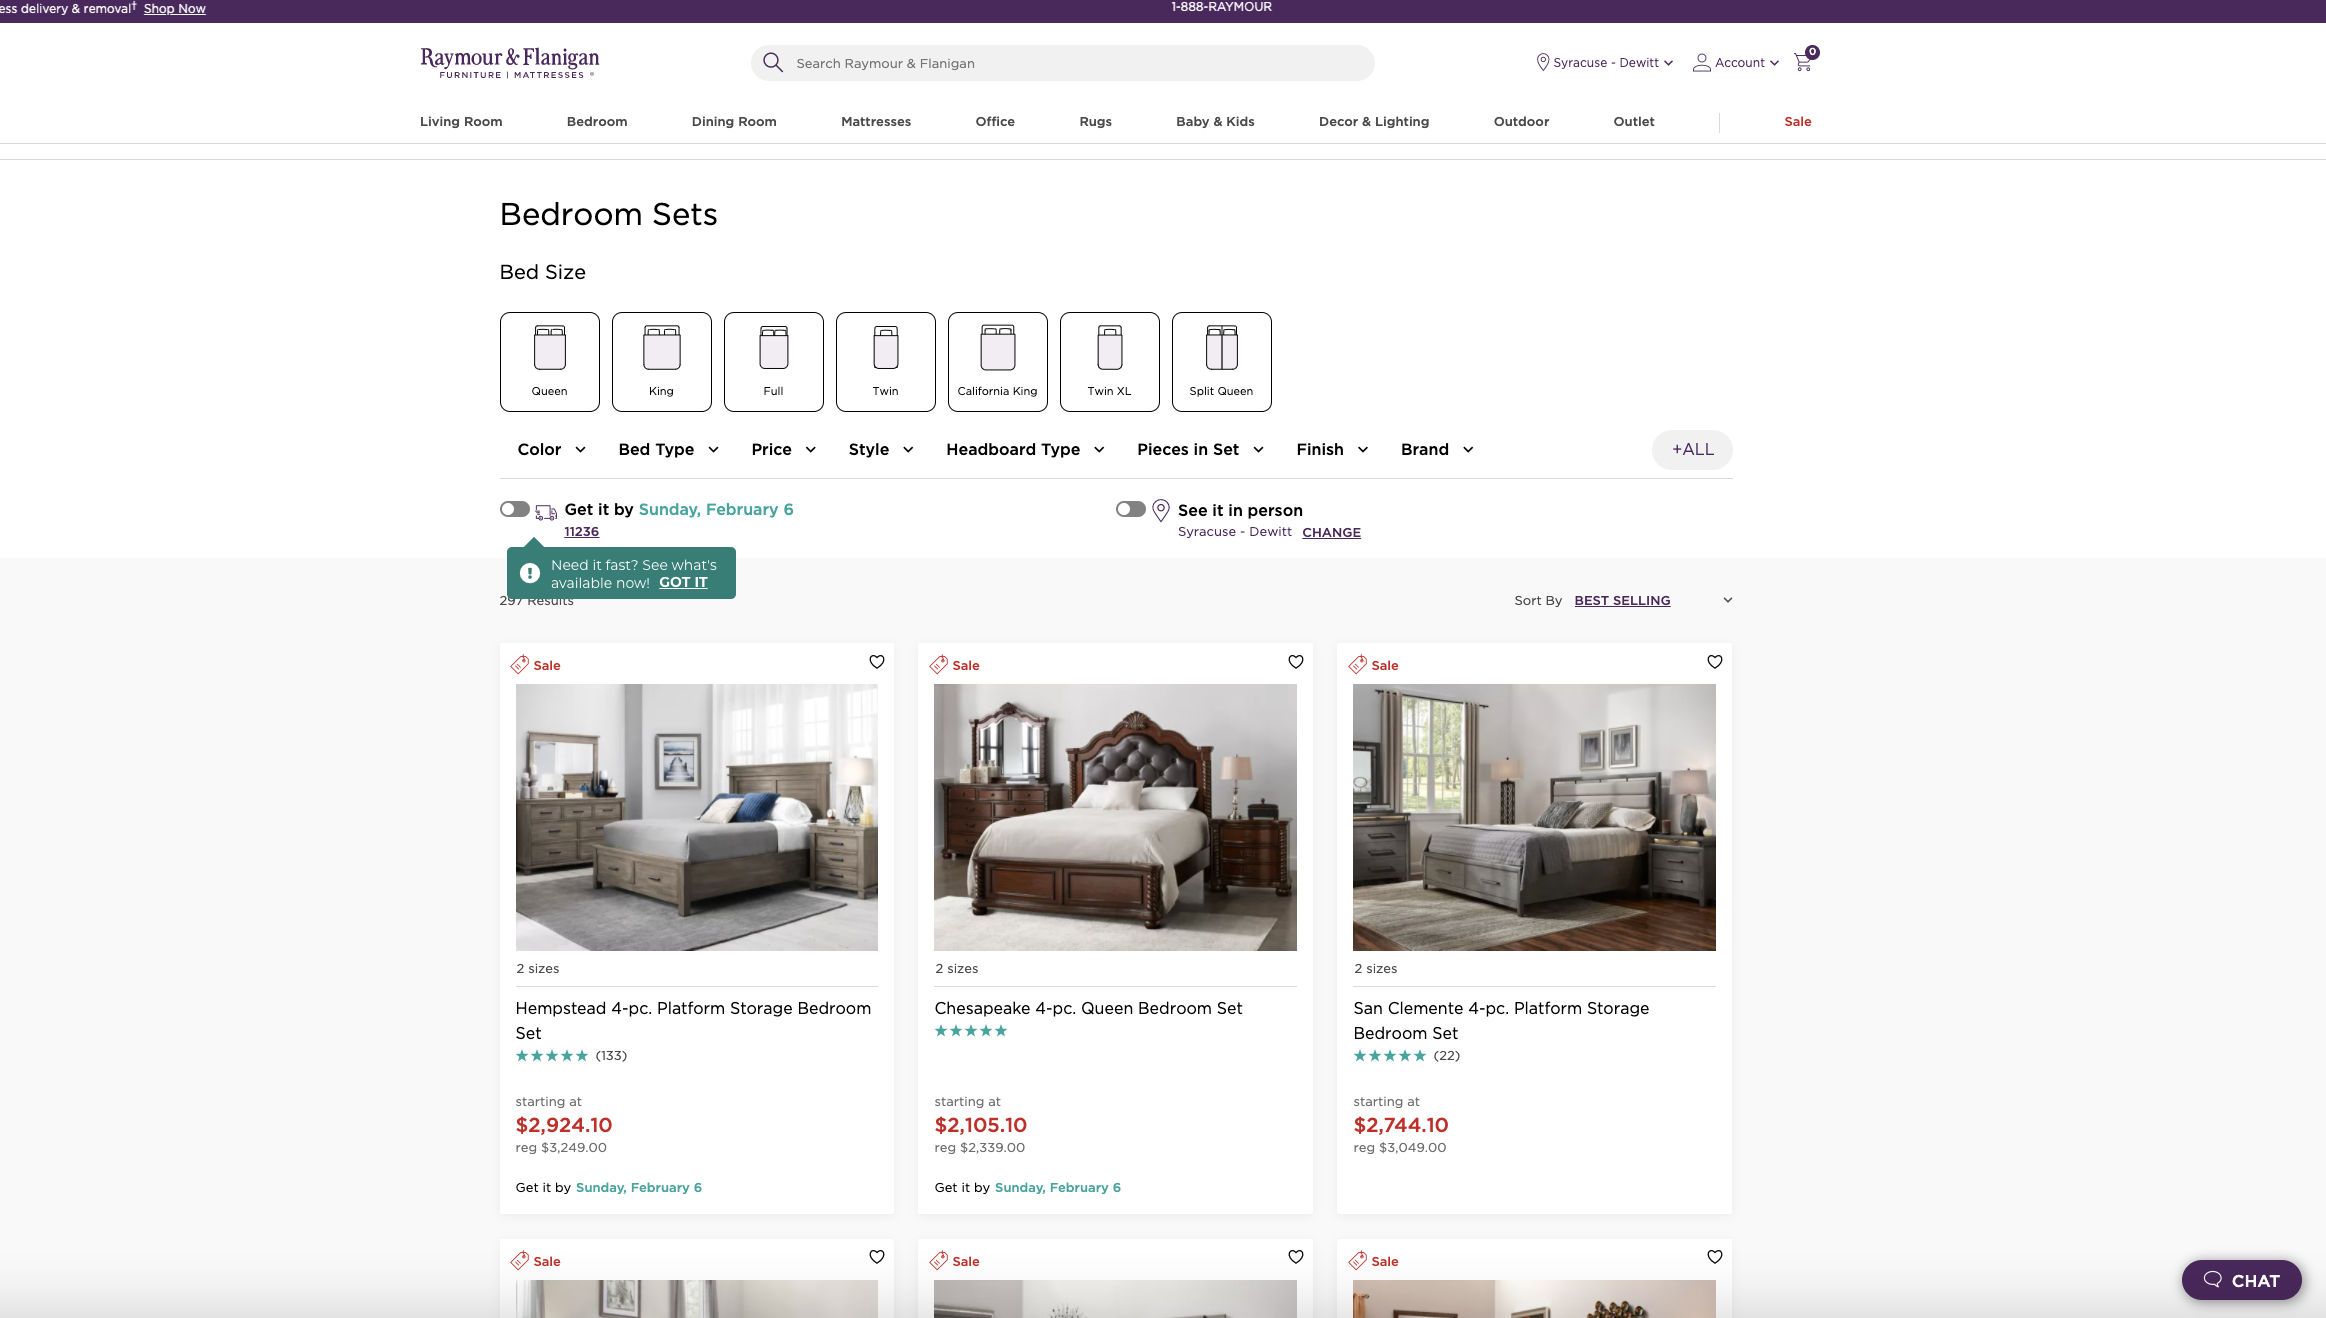 ess delivery & removal† Shop Now
1-888-RAYMOUR
Raymour & Flanigan
FURNITURE | MATTRESSES ®
Search Raymour & Flanigan
Syracuse - Dewitt
Account
0
Living Room
Bedroom
Dining Room
Mattresses
Office
Rugs
Baby & Kids
Decor & Lighting
Outdoor
Outlet
Sale
Bedroom Sets
Bed Size
Queen
King
Full
Twin
California King
Twin XL
Split Queen
Color
Bed Type
Price
Style
Headboard Type
Pieces in Set
Finish
Brand
+ALL
Get it by Sunday, February 6
11236
See it in person
Syracuse - Dewitt CHANGE
Need it fast? See what's
available now! GOT IT
297 Results
Sort By BEST SELLING
Sale
2 sizes
Hempstead 4-pc. Platform Storage Bedroom
Set
(133)
starting at
$2,924.10
reg $3,249.00
Get it by Sunday, February 6
Sale
2 sizes
Chesapeake 4-pc. Queen Bedroom Set
starting at
$2,105.10
reg $2,339.00
Get it by Sunday, February 6
Sale
2 sizes
San Clemente 4-pc. Platform Storage
Bedroom Set
(22)
starting at
$2,744.10
reg $3,049.00
Sale
Sale
Sale
CHAT